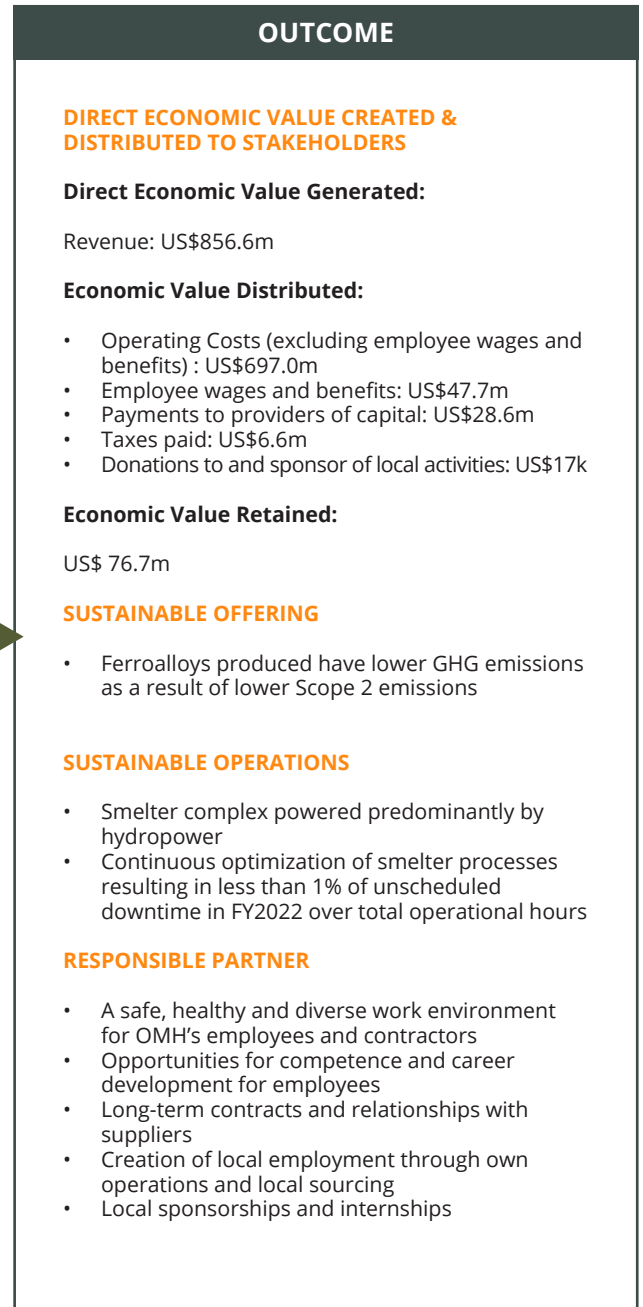 OUTCOME
DIRECT ECONOMIC VALUE CREATED &
DISTRIBUTED TO STAKEHOLDERS
Direct Economic Value Generated:
Revenue: US$856.6m
Economic Value Distributed:
• Operating Costs (excluding employee wages and
benefits) : US$697.0m
• Employee wages and benefits: US$47.7m
• Payments to providers of capital: US$28.6m
• Taxes paid: US$6.6m
• Donations to and sponsor of local activities: US$17k
Economic Value Retained:
US$ 76.7m
SUSTAINABLE OFFERING
• Ferroalloys produced have lower GHG emissions
as a result of lower Scope 2 emissions
SUSTAINABLE OPERATIONS
• Smelter complex powered predominantly by
hydropower
• Continuous optimization of smelter processes
resulting in less than 1% of unscheduled
downtime in FY2022 over total operational hours
RESPONSIBLE PARTNER
• A safe, healthy and diverse work environment
for OMH’s employees and contractors
• Opportunities for competence and career
development for employees
• Long-term contracts and relationships with
suppliers
• Creation of local employment through own
operations and local sourcing
• Local sponsorships and internships